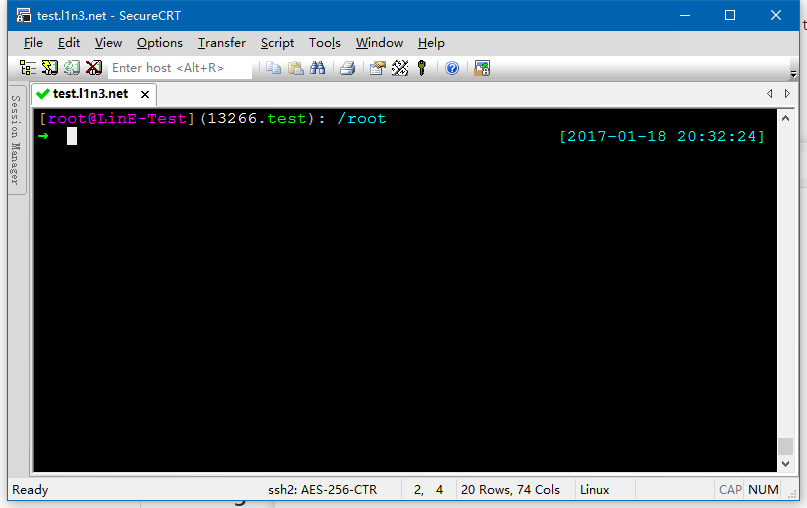 test.l1n3.net - SecureCRT
File Edit View Options Transfer Script Tools Window Help
Enter host <Alt+R>
test.l1n3.net
Session Manager
[root@LinE-Test](13266.test): /root
➜ [2017-01-18 20:32:24]
Ready ssh2: AES-256-CTR 2, 4 20 Rows, 74 Cols Linux CAP NUM